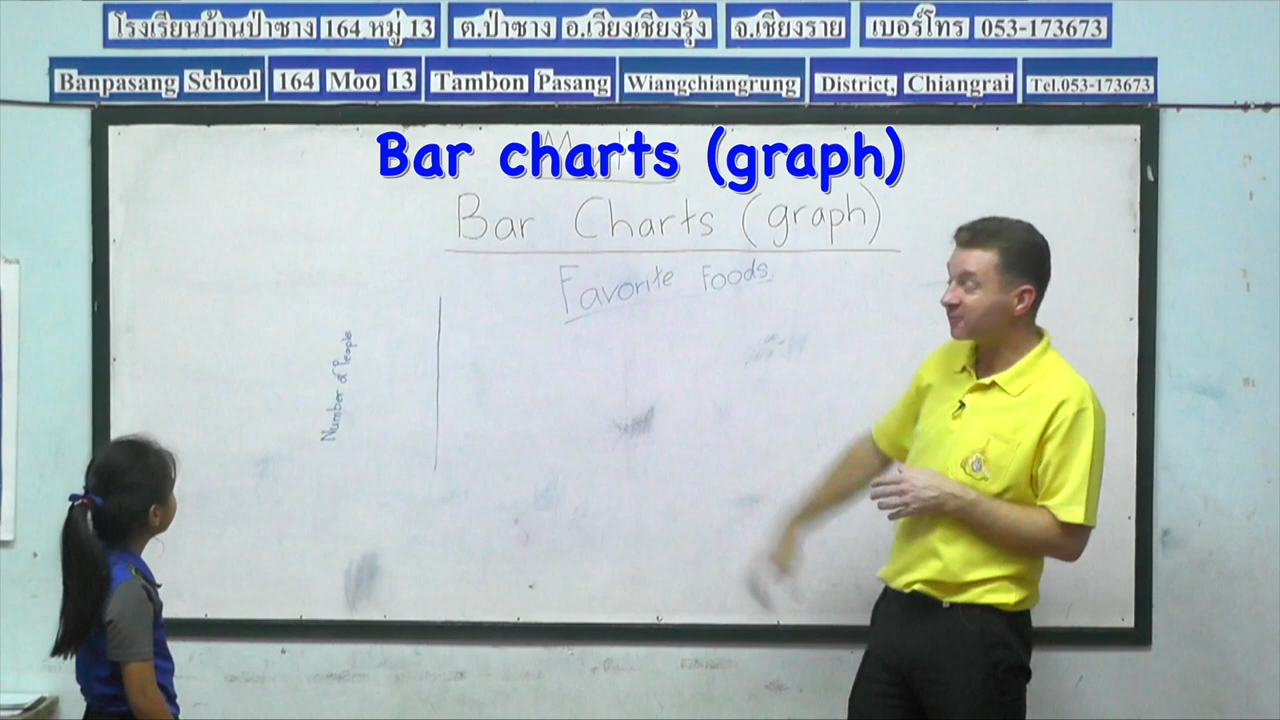 โรงเรียนบ้านป่าซาง 164 หมู่ 13 ต.ป่าซาง อ.เวียงเชียงรุ้ง จ.เชียงราย เบอร์โทร 053-173673
Banpasang School 164 Moo 13 Tambon Pasang Wiangchiangrung District, Chiangrai Tel.053-173673
Bar charts (graph)
Bar Charts (graph)
Favorite Foods
Number of People